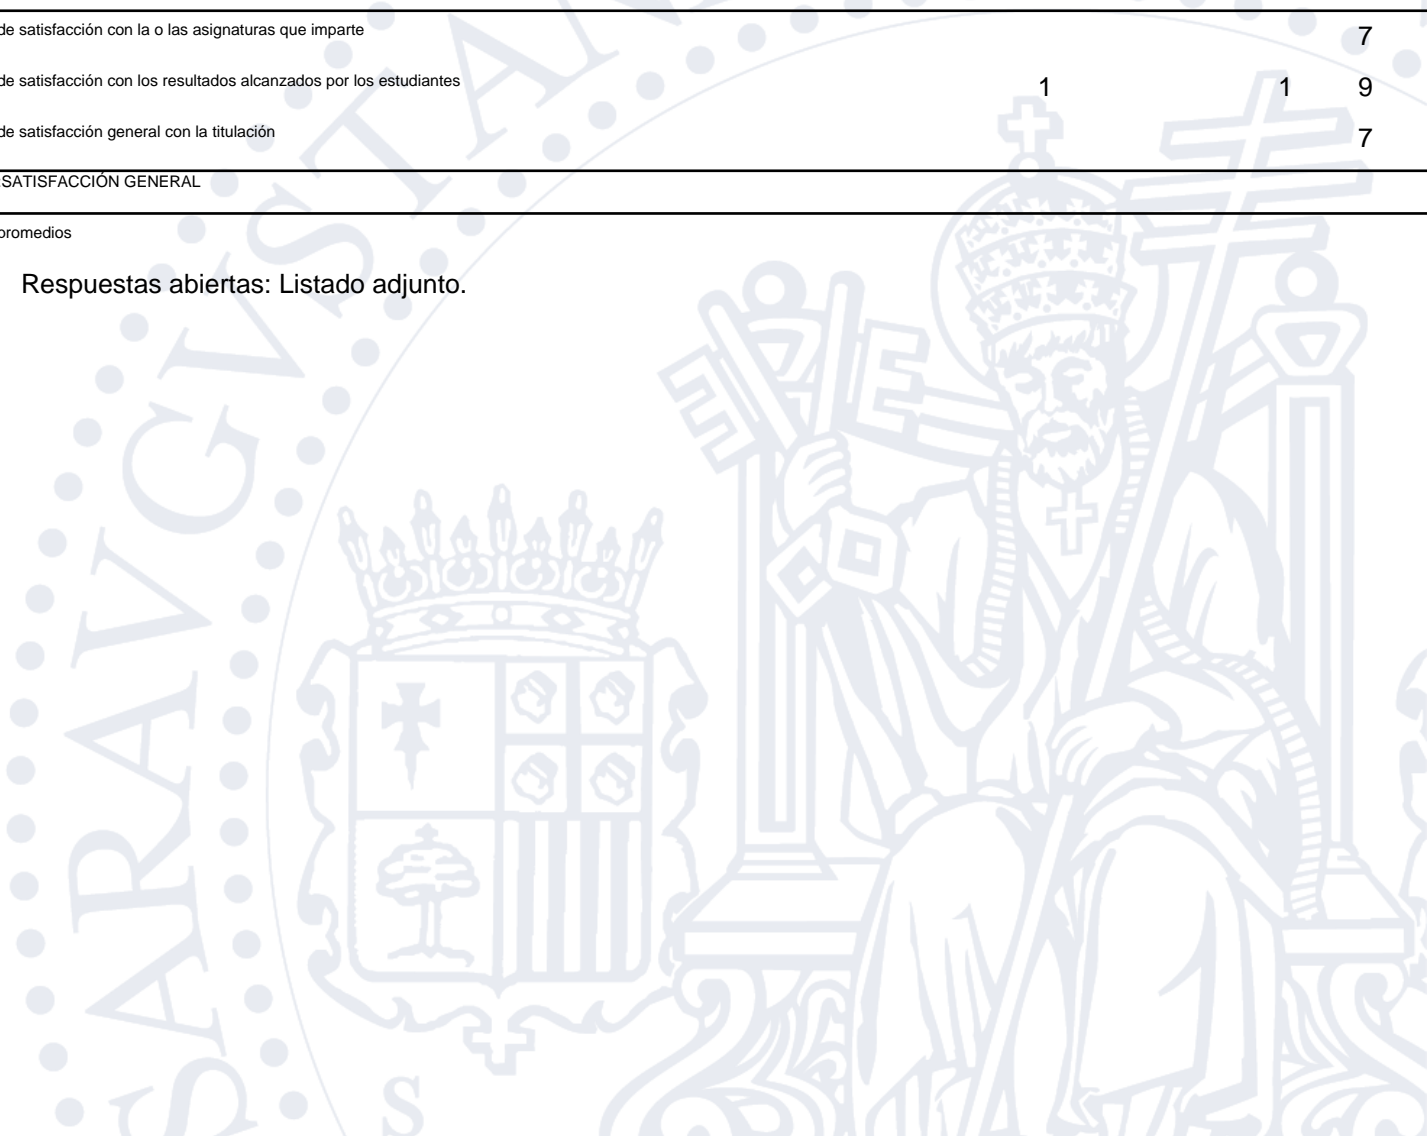 de satisfacción con la o las asignaturas que imparte 7
de satisfacción con los resultados alcanzados por los estudiantes 1 1 9
de satisfacción general con la titulación 7
SATISFACCIÓN GENERAL
promedios
Respuestas abiertas: Listado adjunto.
SARAVGVSTAN
S